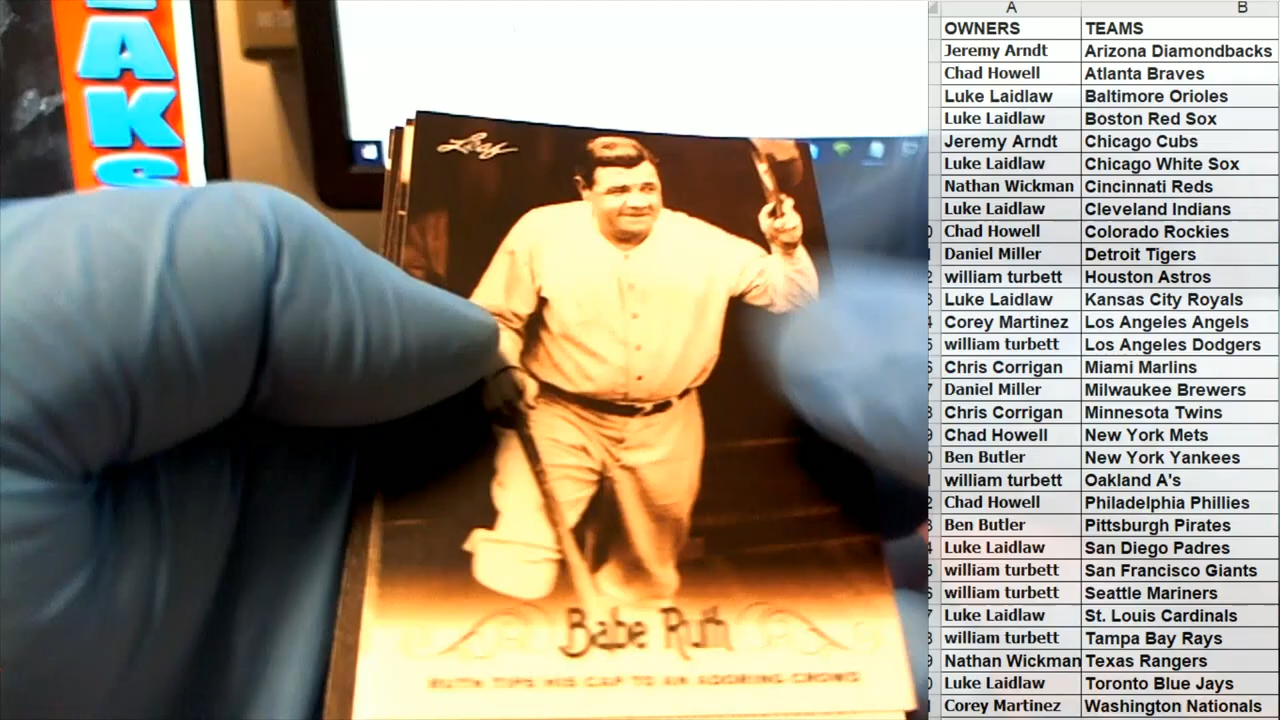 EAKS
Leaf
Babe Ruth
RUTH TIPS HIS CAP TO AN ADORING CROWD
A B
OWNERS TEAMS
Jeremy Arndt Arizona Diamondbacks
Chad Howell Atlanta Braves
Luke Laidlaw Baltimore Orioles
Luke Laidlaw Boston Red Sox
Jeremy Arndt Chicago Cubs
Luke Laidlaw Chicago White Sox
Nathan Wickman Cincinnati Reds
Luke Laidlaw Cleveland Indians
Chad Howell Colorado Rockies
Daniel Miller Detroit Tigers
william turbett Houston Astros
Luke Laidlaw Kansas City Royals
Corey Martinez Los Angeles Angels
william turbett Los Angeles Dodgers
Chris Corrigan Miami Marlins
Daniel Miller Milwaukee Brewers
Chris Corrigan Minnesota Twins
Chad Howell New York Mets
Ben Butler New York Yankees
william turbett Oakland A's
Chad Howell Philadelphia Phillies
Ben Butler Pittsburgh Pirates
Luke Laidlaw San Diego Padres
william turbett San Francisco Giants
william turbett Seattle Mariners
Luke Laidlaw St. Louis Cardinals
william turbett Tampa Bay Rays
Nathan Wickman Texas Rangers
Luke Laidlaw Toronto Blue Jays
Corey Martinez Washington Nationals